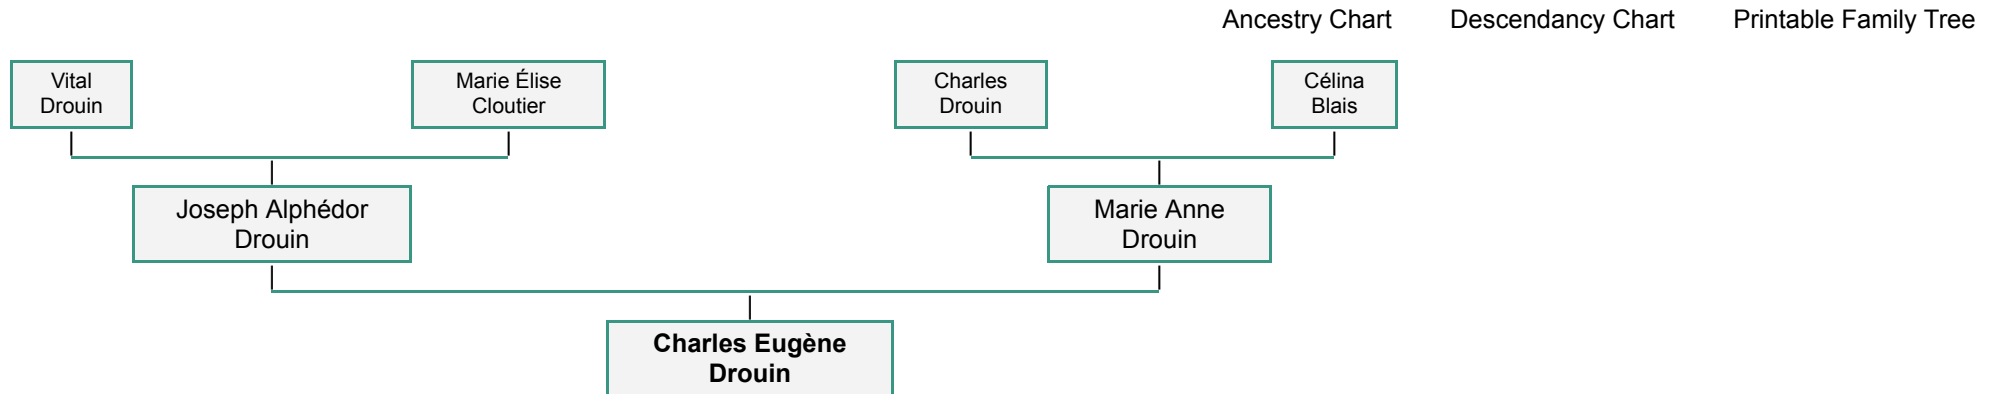 Ancestry Chart Descendancy Chart Printable Family Tree
Vital
Drouin
Marie Élise
Cloutier
Charles
Drouin
Célina
Blais
Joseph Alphédor
Drouin
Marie Anne
Drouin
Charles Eugène
Drouin